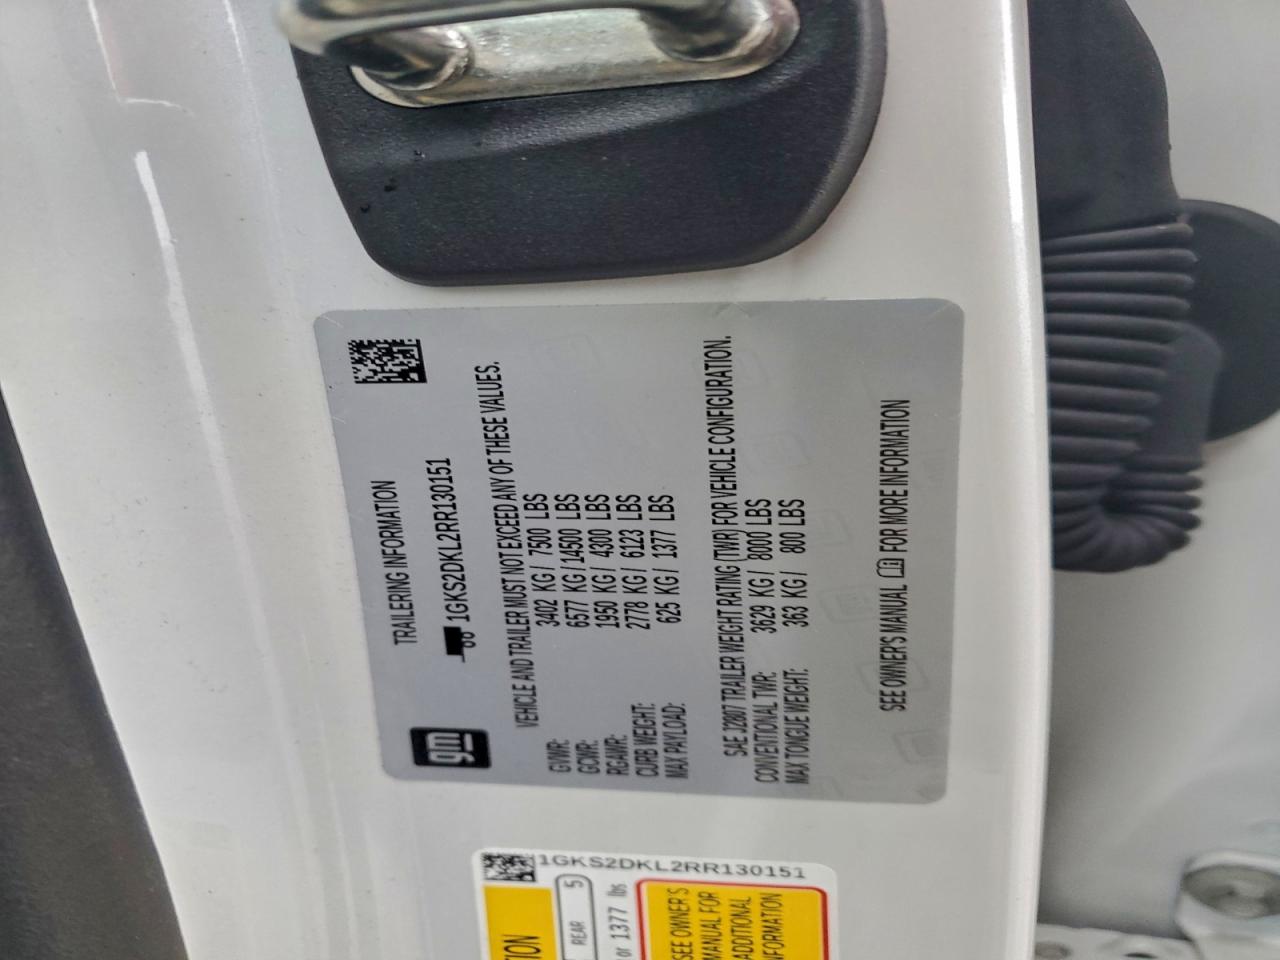 gm
TRAILERING INFORMATION
1GKS2DKL2RR130151
VEHICLE AND TRAILER MUST NOT EXCEED ANY OF THESE VALUES.
GVWR: 3402 KG / 7500 LBS
GCWR: 6577 KG / 14500 LBS
RGAWR: 1950 KG / 4300 LBS
CURB WEIGHT: 2778 KG / 6123 LBS
MAX PAYLOAD: 625 KG / 1377 LBS
SAE J2807 TRAILER WEIGHT RATING (TWR) FOR VEHICLE CONFIGURATION.
CONVENTIONAL TWR: 3629 KG / 8000 LBS
MAX TONGUE WEIGHT: 363 KG / 800 LBS
SEE OWNER'S MANUAL FOR MORE INFORMATION
1GKS2DKL2RR130151
ION
REAR 5
or 1377 lbs
SEE OWNER'S
MANUAL FOR
ADDITIONAL
INFORMATION